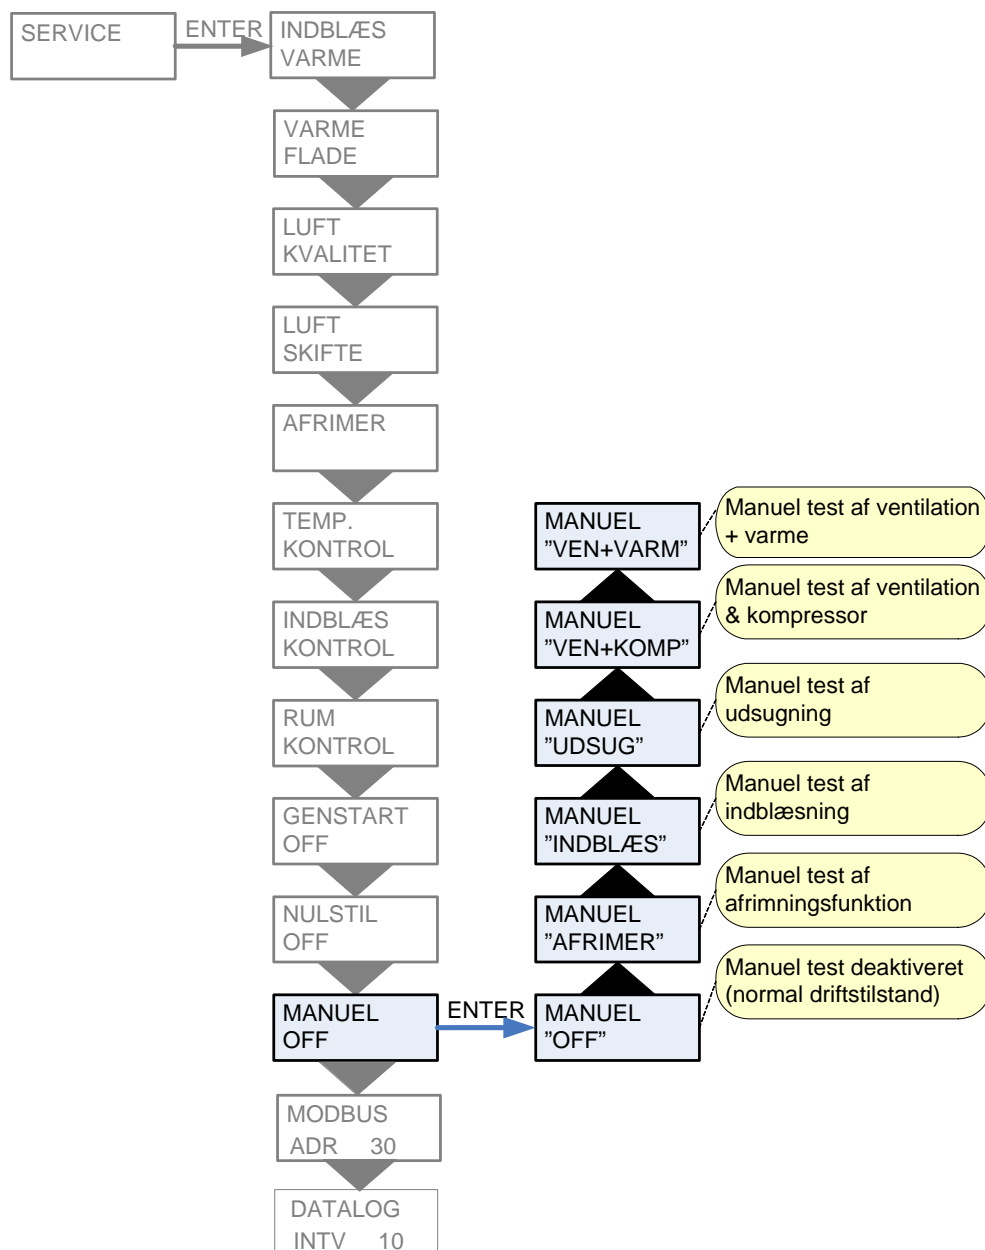 SERVICE
ENTER
INDBLÆS
VARME
VARME
FLADE
LUFT
KVALITET
LUFT
SKIFTE
AFRIMER
TEMP.
KONTROL
INDBLÆS
KONTROL
RUM
KONTROL
GENSTART
OFF
NULSTIL
OFF
MANUEL
OFF
ENTER
MODBUS
ADR 30
DATALOG
INTV 10
MANUEL
”VEN+VARM”
Manuel test af ventilation
+ varme
MANUEL
”VEN+KOMP”
Manuel test af ventilation
& kompressor
MANUEL
”UDSUG”
Manuel test af
udsugning
MANUEL
”INDBLÆS”
Manuel test af
indblæsning
MANUEL
”AFRIMER”
Manuel test af
afrimningsfunktion
MANUEL
”OFF”
Manuel test deaktiveret
(normal driftstilstand)